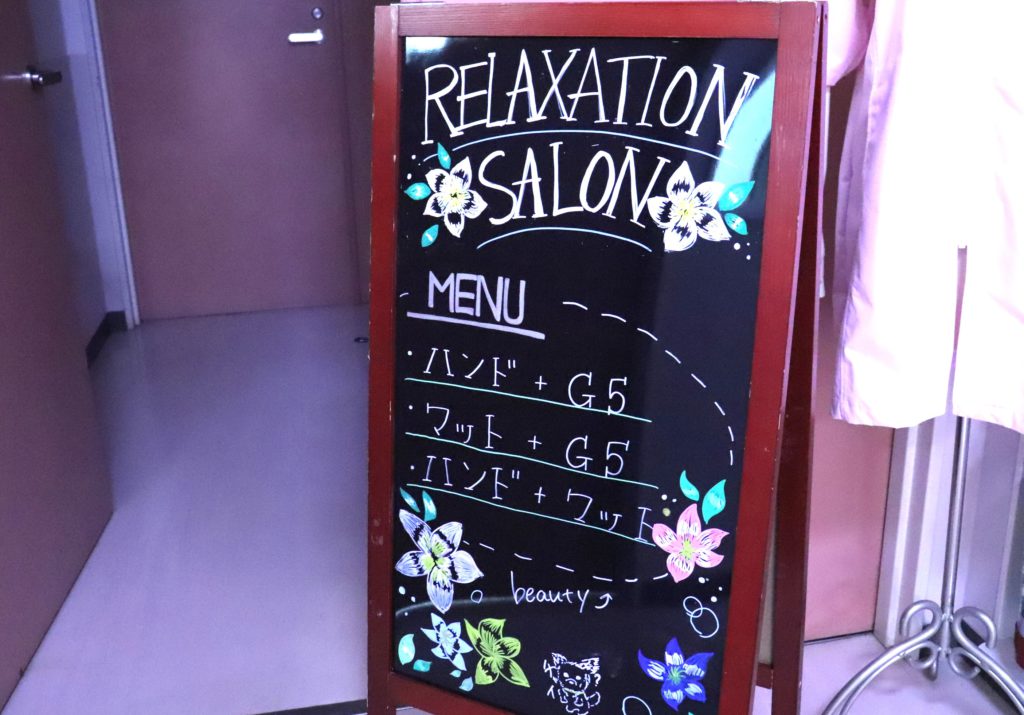 RELAXATION
SALON
MENU
・ハンド + G5
・マット + G5
・ハンド + マット
beauty